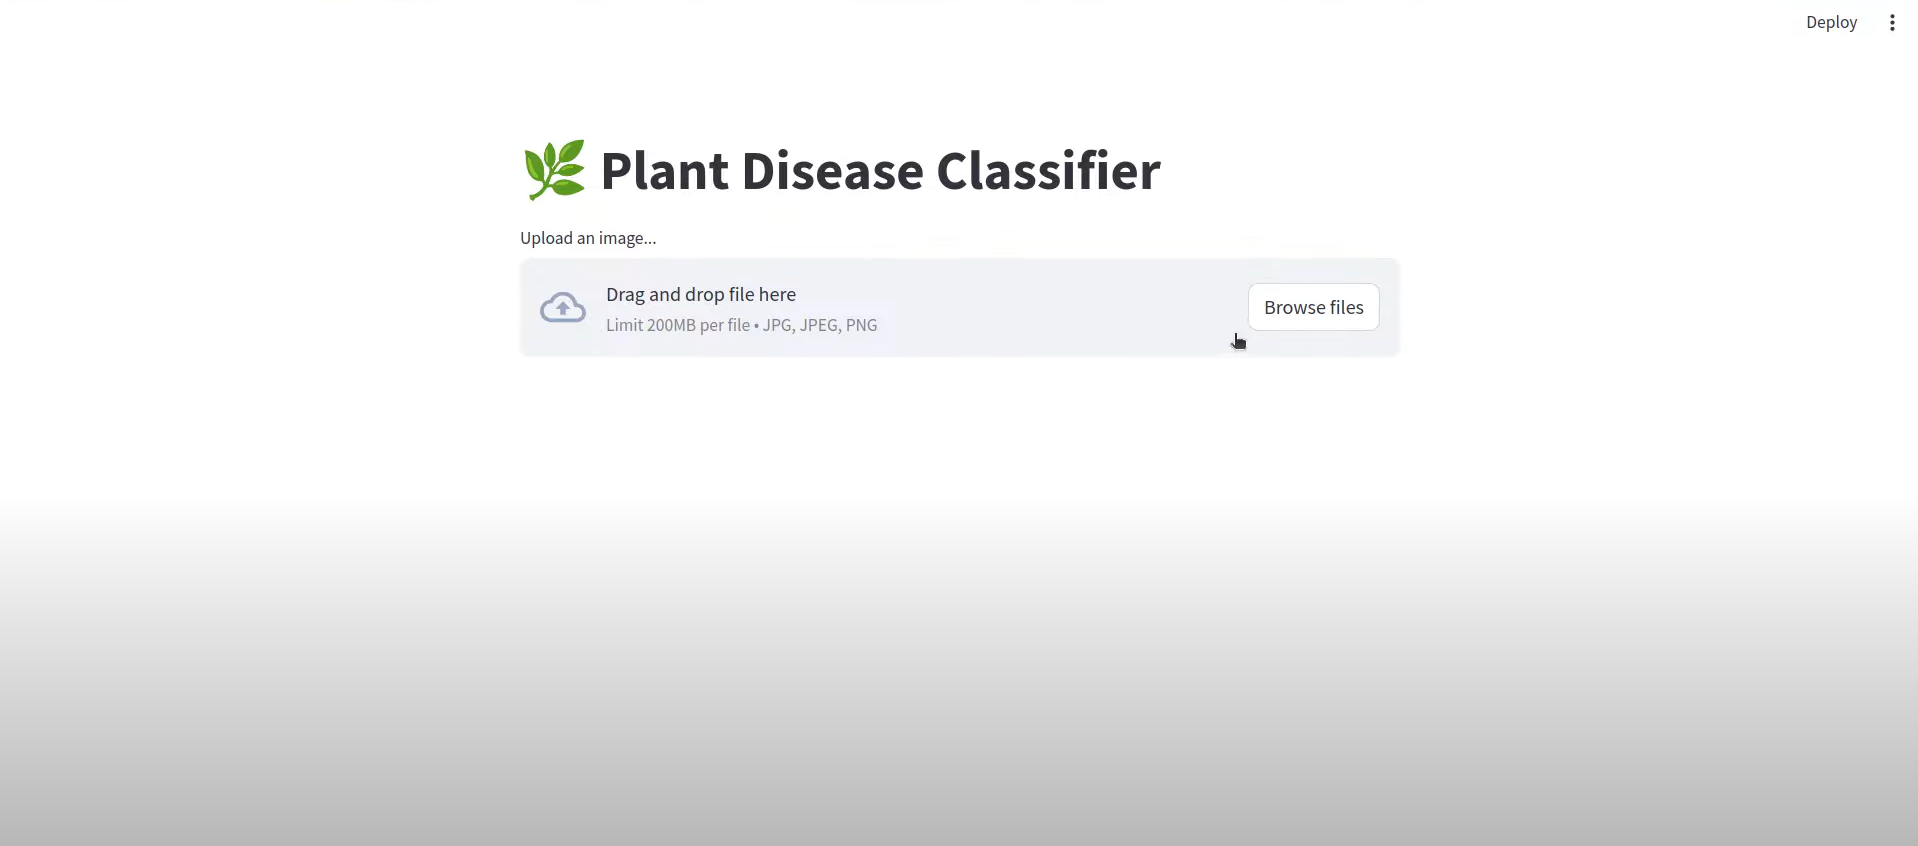 Deploy
🌿 Plant Disease Classifier
Upload an image...
Drag and drop file here
Limit 200MB per file • JPG, JPEG, PNG
Browse files